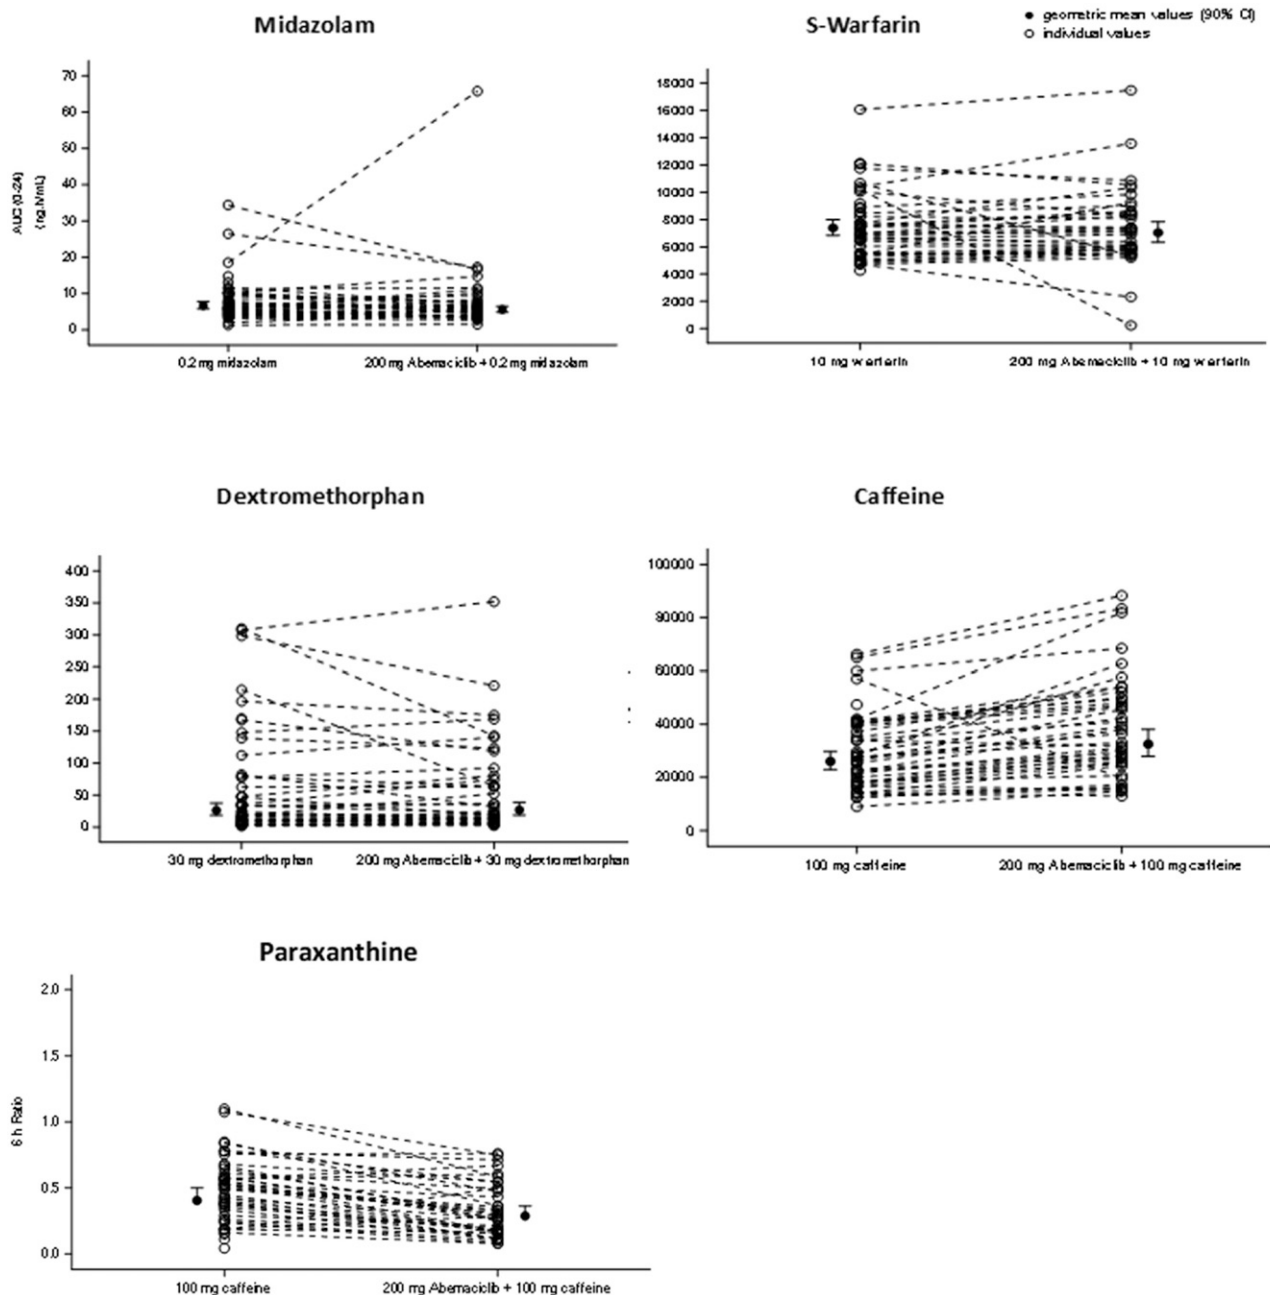 Midazolam
S-Warfarin
geometric mean values (90% CI)
individual values
AUC (0-24)
(ng.h/mL)
70
60
50
40
30
20
10
0
0.2 mg midazolam
200 mg Abemaciclib + 0.2 mg midazolam
18000
16000
14000
12000
10000
8000
6000
4000
2000
0
10 mg warfarin
200 mg Abemaciclib + 10 mg warfarin
Dextromethorphan
Caffeine
400
350
300
250
200
150
100
50
0
30 mg dextromethorphan
200 mg Abemaciclib + 30 mg dextromethorphan
100000
80000
60000
40000
20000
0
100 mg caffeine
200 mg Abemaciclib + 100 mg caffeine
Paraxanthine
6 h Ratio
2.0
1.5
1.0
0.5
0.0
100 mg caffeine
200 mg Abemaciclib + 100 mg caffeine